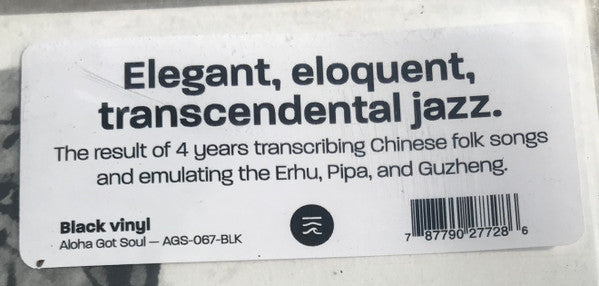 Elegant, eloquent,
transcendental jazz.
The result of 4 years transcribing Chinese folk songs
and emulating the Erhu, Pipa, and Guzheng.
Black vinyl
Aloha Got Soul — AGS-067-BLK
7 87790 27728 6